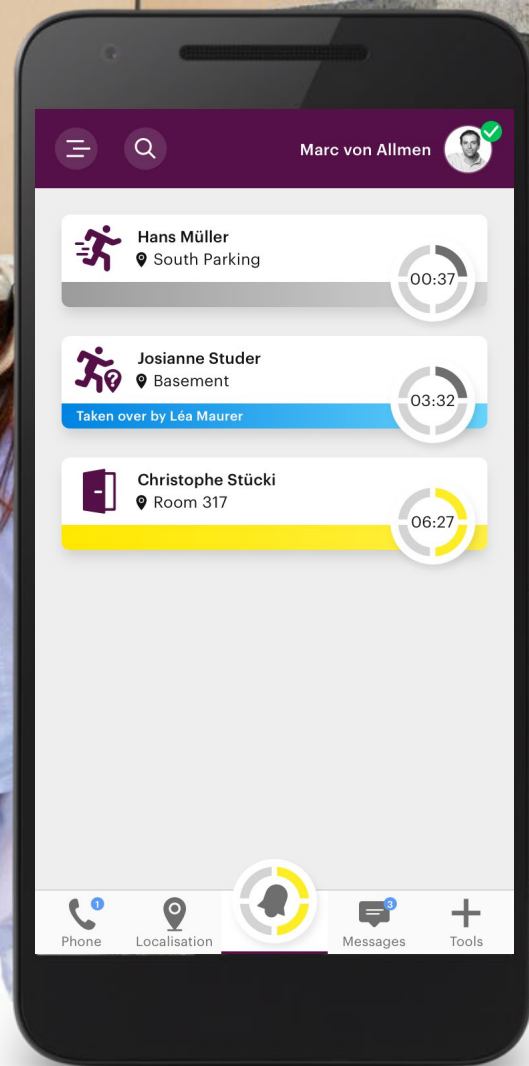 Marc von Allmen
Hans Müller
South Parking
00:37
Josianne Studer
Basement
03:32
Taken over by Léa Maurer
Christophe Stücki
Room 317
06:27
1
3
Phone
Localisation
Messages
Tools